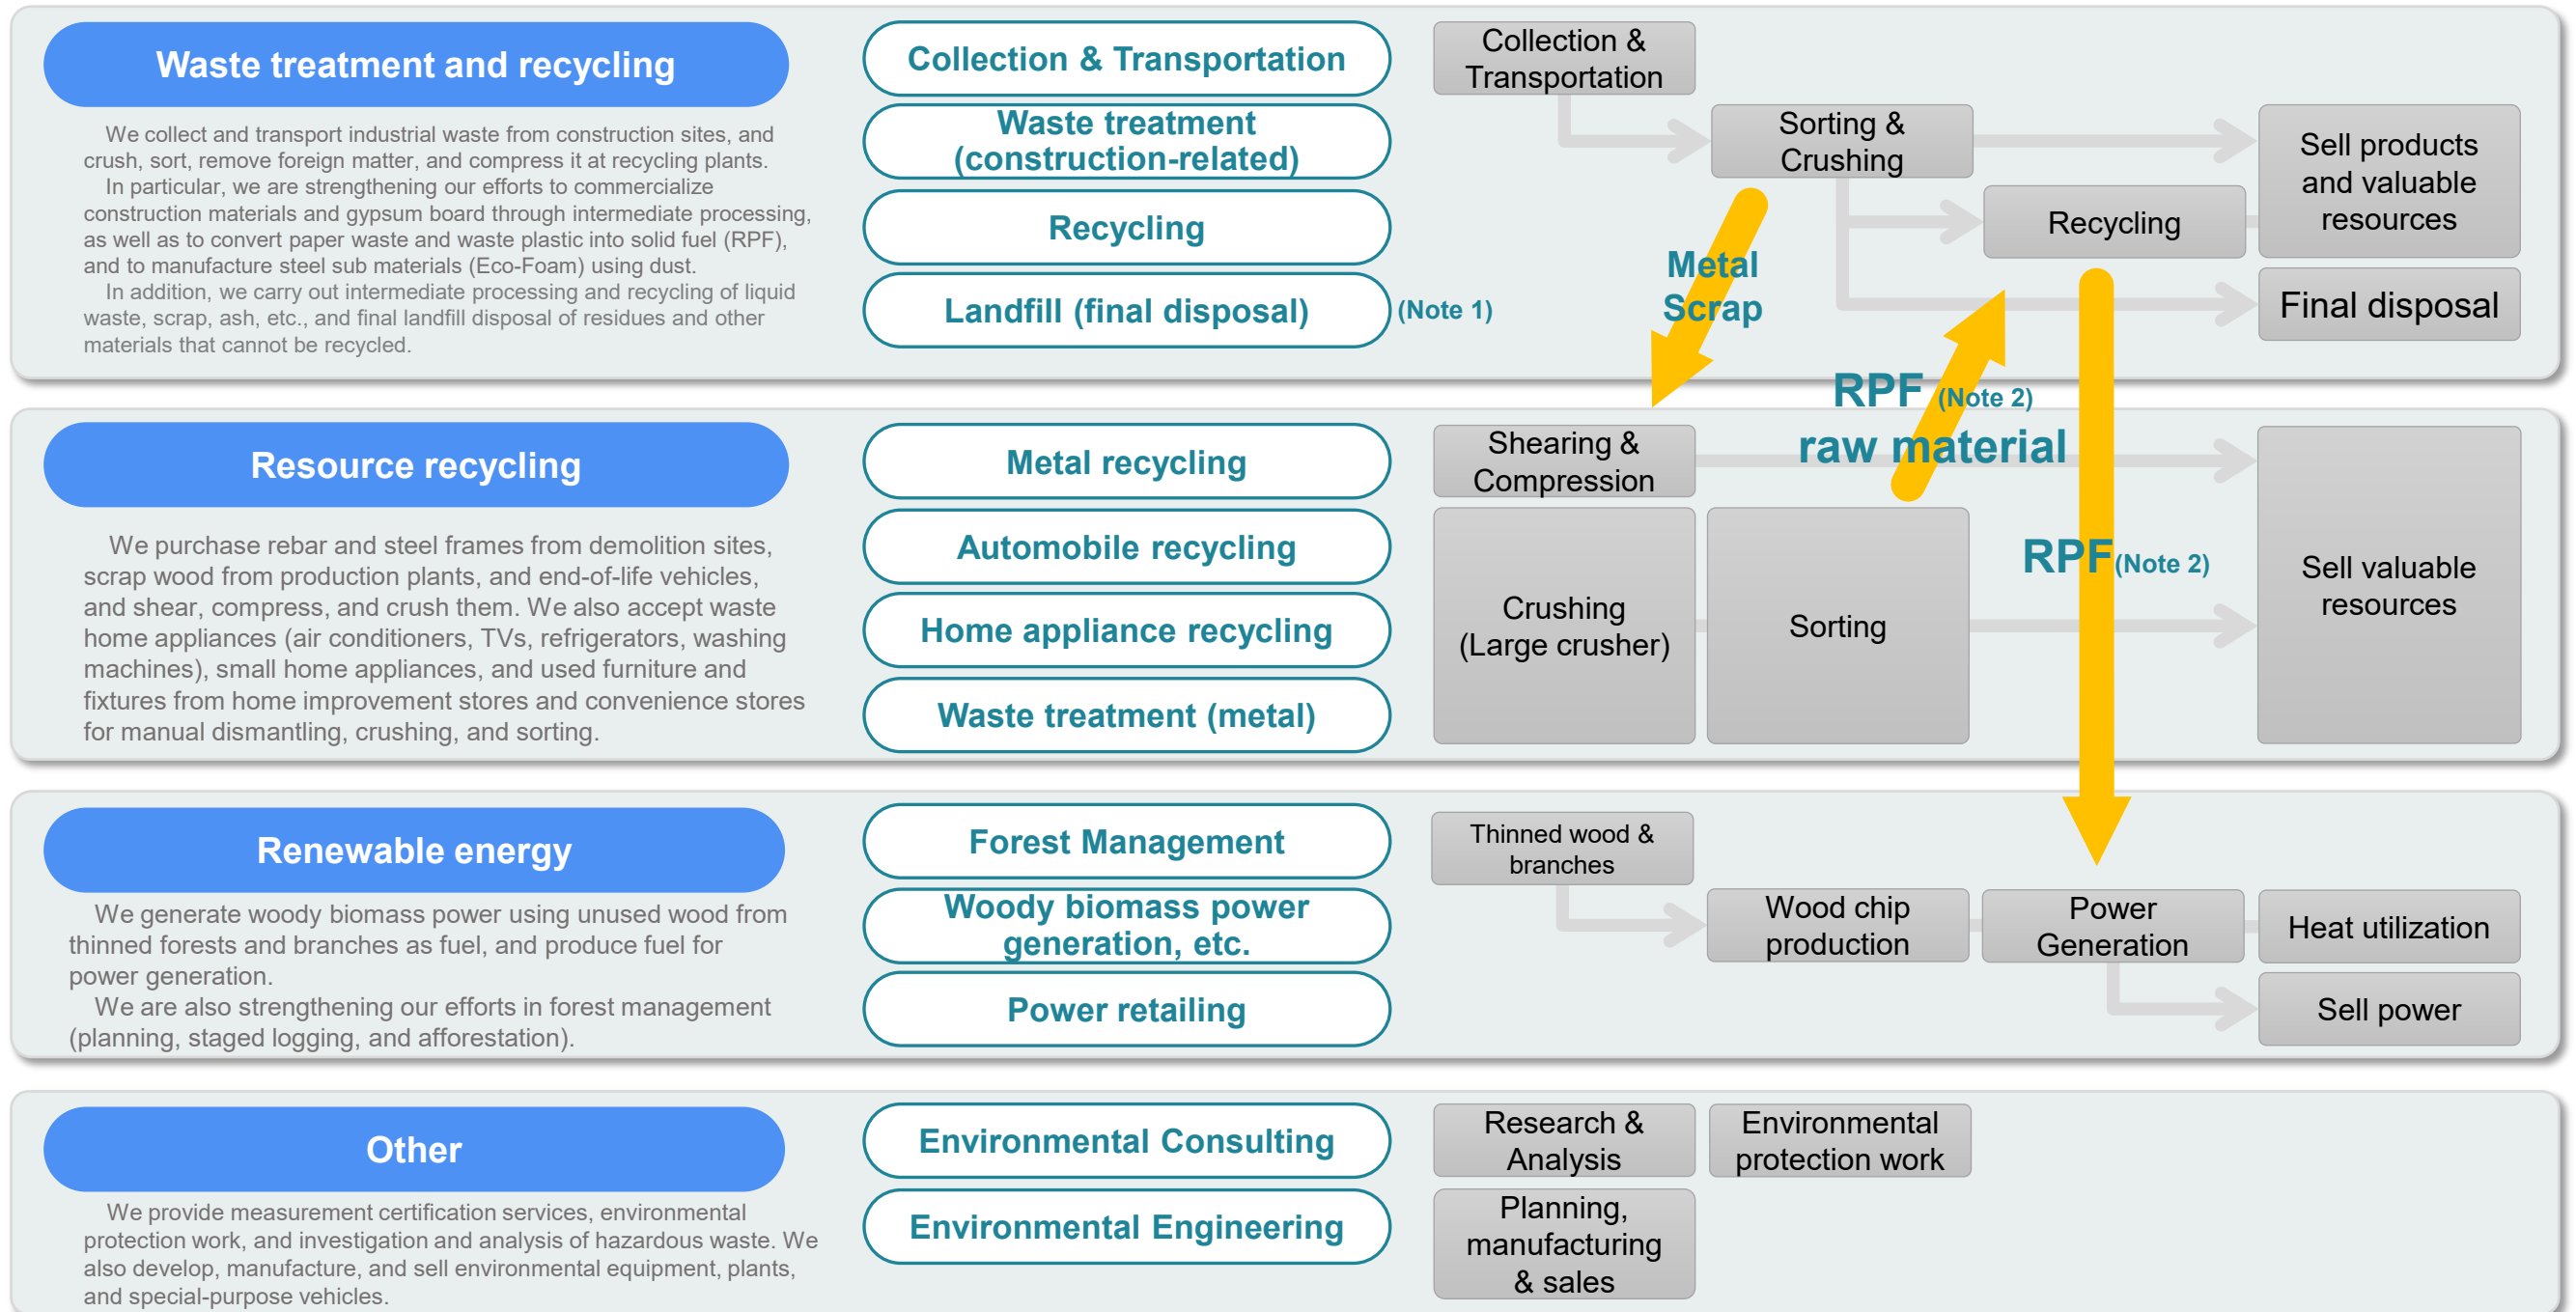 Waste treatment and recycling
We collect and transport industrial waste from construction sites, and
crush, sort, remove foreign matter, and compress it at recycling plants.
In particular, we are strengthening our efforts to commercialize
construction materials and gypsum board through intermediate processing,
as well as to convert paper waste and waste plastic into solid fuel (RPF),
and to manufacture steel sub materials (Eco-Foam) using dust.
In addition, we carry out intermediate processing and recycling of liquid
waste, scrap, ash, etc., and final landfill disposal of residues and other
materials that cannot be recycled.
Collection & Transportation
Waste treatment
(construction-related)
Recycling
Landfill (final disposal)
(Note 1)
Collection &
Transportation
Sorting &
Crushing
Recycling
Sell products
and valuable
resources
Final disposal
Metal
Scrap
RPF (Note 2)
raw material
Resource recycling
We purchase rebar and steel frames from demolition sites,
scrap wood from production plants, and end-of-life vehicles,
and shear, compress, and crush them. We also accept waste
home appliances (air conditioners, TVs, refrigerators, washing
machines), small home appliances, and used furniture and
fixtures from home improvement stores and convenience stores
for manual dismantling, crushing, and sorting.
Metal recycling
Automobile recycling
Home appliance recycling
Waste treatment (metal)
Shearing &
Compression
Crushing
(Large crusher)
Sorting
RPF(Note 2)
Sell valuable
resources
Renewable energy
We generate woody biomass power using unused wood from
thinned forests and branches as fuel, and produce fuel for
power generation.
We are also strengthening our efforts in forest management
(planning, staged logging, and afforestation).
Forest Management
Woody biomass power
generation, etc.
Power retailing
Thinned wood &
branches
Wood chip
production
Power
Generation
Heat utilization
Sell power
Other
We provide measurement certification services, environmental
protection work, and investigation and analysis of hazardous waste. We
also develop, manufacture, and sell environmental equipment, plants,
and special-purpose vehicles.
Environmental Consulting
Environmental Engineering
Research &
Analysis
Environmental
protection work
Planning,
manufacturing
& sales